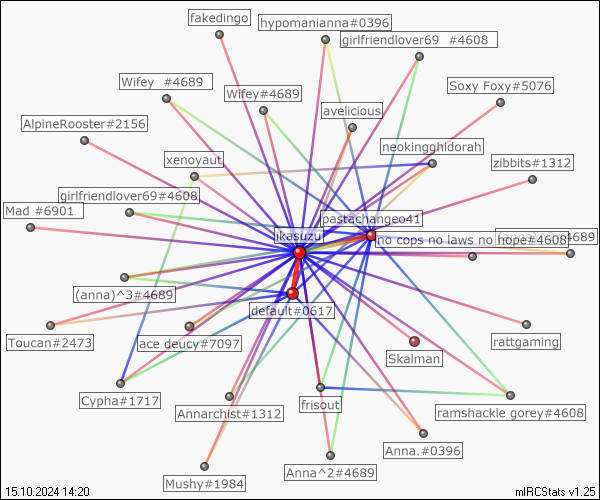 fakedingo
hypomanianna#0396
girlfriendlover69 #4608
Wifey #4689
Wifey#4689
Soxy Foxy#5076
avelicious
AlpineRooster#2156
neokingghidorah
xenoyaut
zibbits#1312
girlfriendlover69#4608
Mad #6901
pastachangeo41
ikasuzu
no cops no laws no hope#4608
#4689
(anna)^3#4689
default#0617
Toucan#2473
ace deucy#7097
rattgaming
Skalman
Cypha#1717
frisout
Annarchist#1312
ramshackle gorey#4608
Anna.#0396
Anna^2#4689
Mushy#1984
15.10.2024 14:20
mIRCStats v1.25